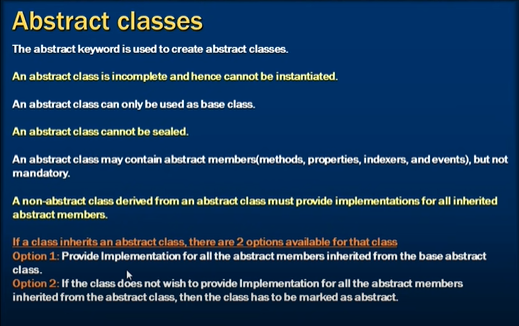 Abstract classes
The abstract keyword is used to create abstract classes.
An abstract class is incomplete and hence cannot be instantiated.
An abstract class can only be used as base class.
An abstract class cannot be sealed.
An abstract class may contain abstract members(methods, properties, indexers, and events), but not
mandatory.
A non-abstract class derived from an abstract class must provide implementations for all inherited
abstract members.
If a class inherits an abstract class, there are 2 options available for that class
Option 1: Provide Implementation for all the abstract members inherited from the base abstract
class.
Option 2: If the class does not wish to provide Implementation for all the abstract members
inherited from the abstract class, then the class has to be marked as abstract.